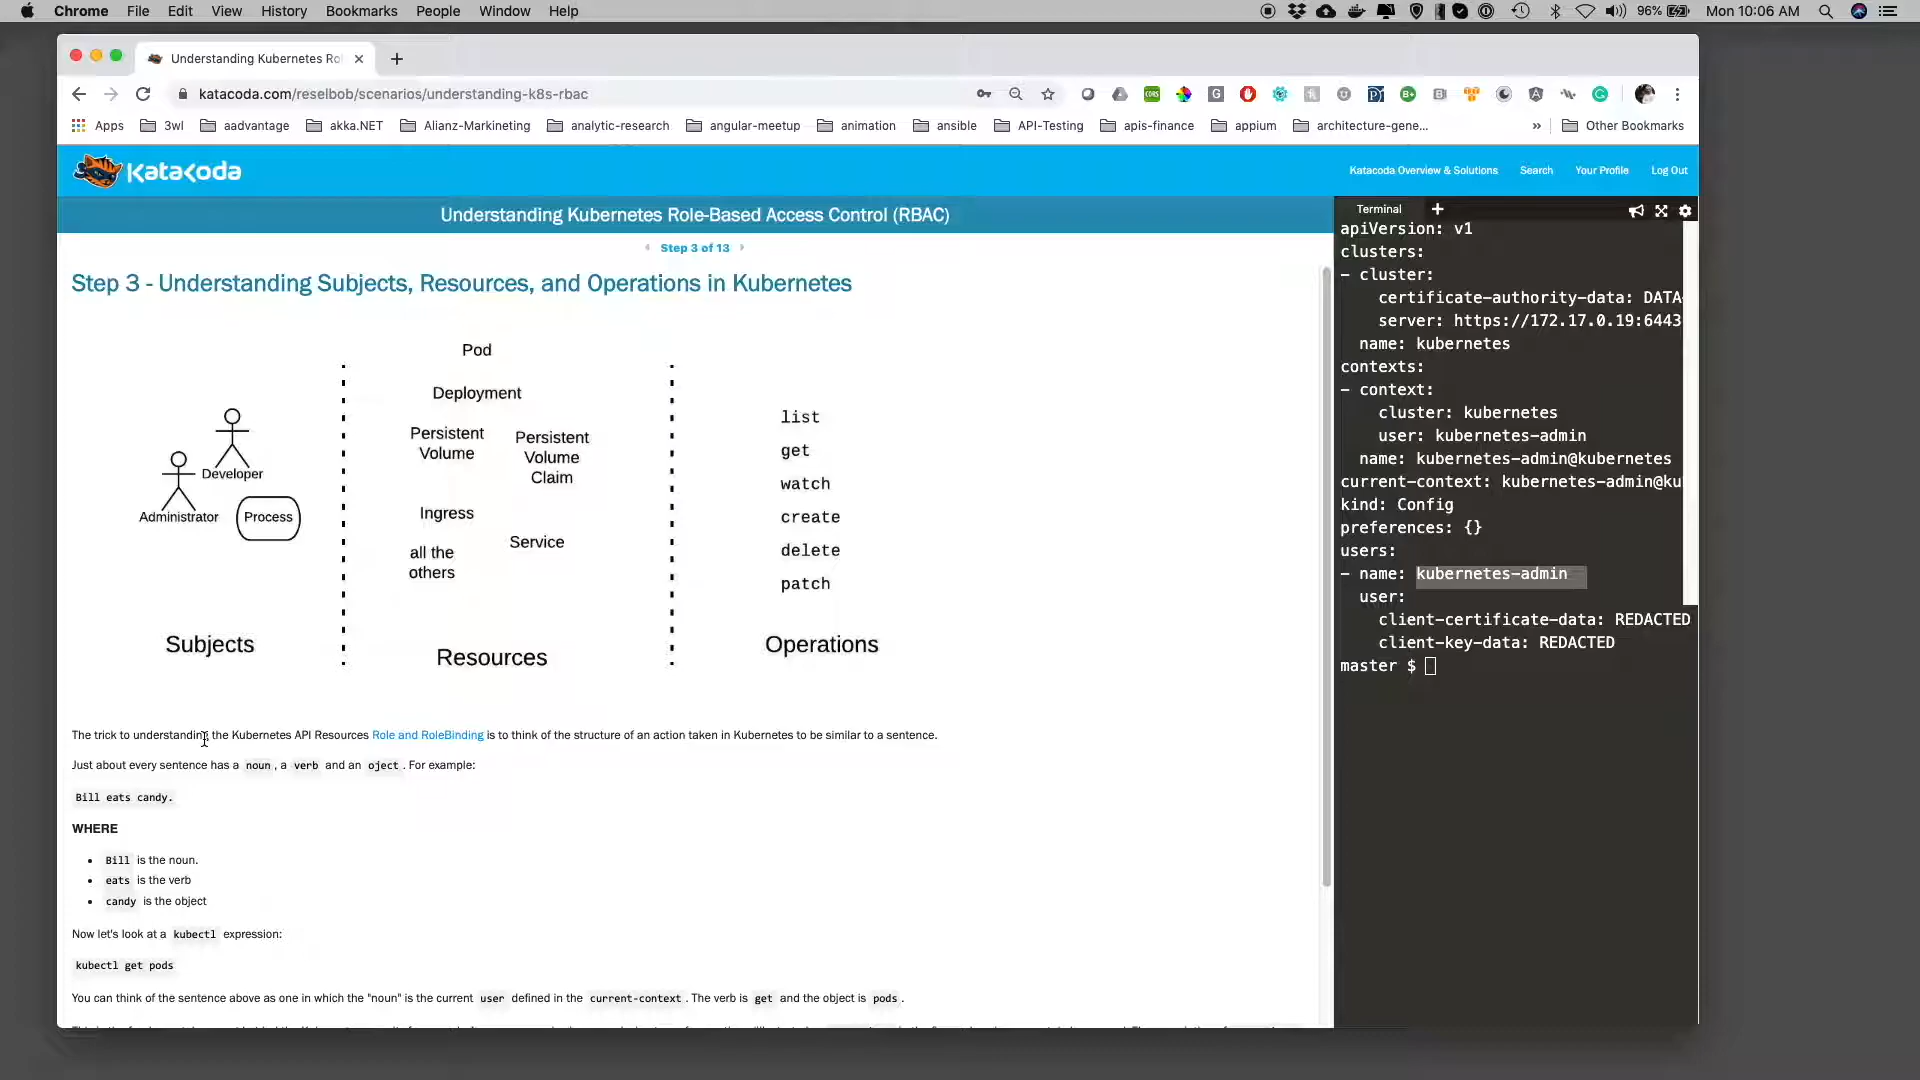 Chrome File Edit View History Bookmarks People Window Help 96% Mon 10:06 AM
Understanding Kubernetes Ro
katacoda.com/reselbob/scenarios/understanding-k8s-rbac
Apps 3wl aadvantage akka.NET Alianz-Markineting analytic-research angular-meetup animation ansible API-Testing apis-finance appium architecture-gene... » Other Bookmarks
Katacoda
Katacoda Overview & Solutions Search Your Profile Log Out
Understanding Kubernetes Role-Based Access Control (RBAC)
Step 3 of 13
Step 3 - Understanding Subjects, Resources, and Operations in Kubernetes
Developer
Administrator
Process
Subjects
Pod
Deployment
Persistent
Volume
Persistent
Volume
Claim
Ingress
Service
all the
others
Resources
list
get
watch
create
delete
patch
Operations
The trick to understanding the Kubernetes API Resources Role and RoleBinding is to think of the structure of an action taken in Kubernetes to be similar to a sentence.
Just about every sentence has a noun, a verb and an oject. For example:
Bill eats candy.
WHERE
• Bill is the noun.
• eats is the verb
• candy is the object
Now let's look at a kubectl expression:
kubectl get pods
You can think of the sentence above as one in which the "noun" is the current user defined in the current-context. The verb is get and the object is pods.
Terminal +
apiVersion: v1
clusters:
- cluster:
certificate-authority-data: DATA
server: https://172.17.0.19:6443
name: kubernetes
contexts:
- context:
cluster: kubernetes
user: kubernetes-admin
name: kubernetes-admin@kubernetes
current-context: kubernetes-admin@ku
kind: Config
preferences: {}
users:
- name: kubernetes-admin
user:
client-certificate-data: REDACTED
client-key-data: REDACTED
master $